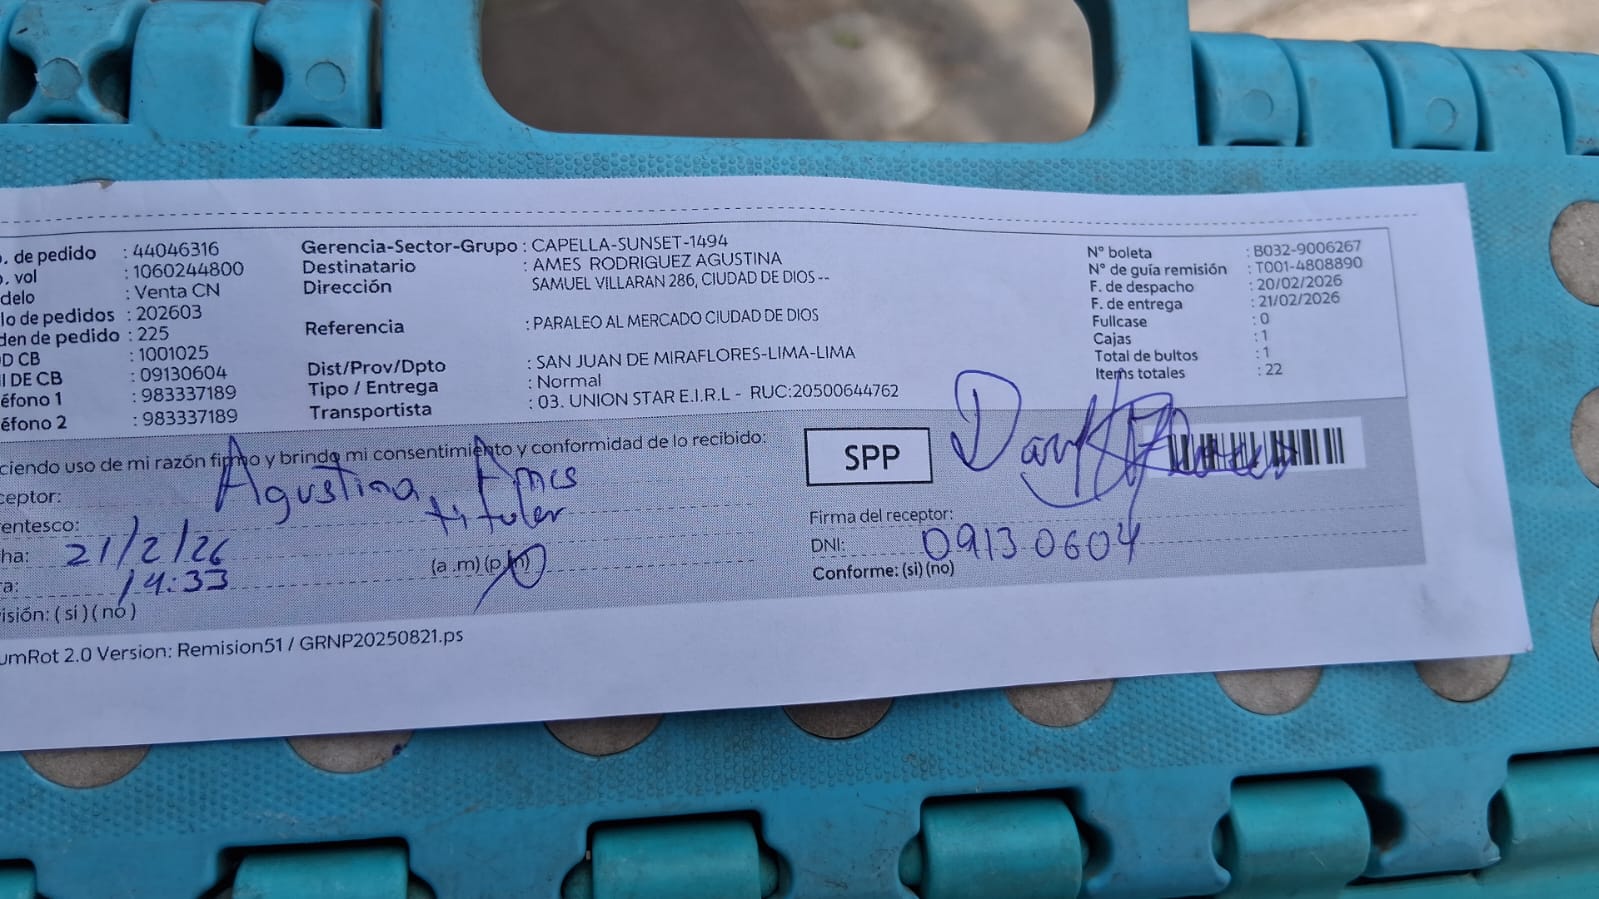 . de pedido : 44046316
. vol : 1060244800
delo : Venta CN
lo de pedidos : 202603
den de pedido : 225
D CB : 1001025
I DE CB : 09130604
éfono 1 : 983337189
éfono 2 : 983337189
Gerencia-Sector-Grupo : CAPELLA-SUNSET-1494
Destinatario : AMES RODRIGUEZ AGUSTINA
Dirección SAMUEL VILLARAN 286, CIUDAD DE DIOS --
Referencia : PARALEO AL MERCADO CIUDAD DE DIOS
Dist/Prov/Dpto : SAN JUAN DE MIRAFLORES-LIMA-LIMA
Tipo / Entrega : Normal
Transportista : 03. UNION STAR E.I.R.L - RUC:20500644762
N° boleta : B032-9006267
N° de guía remisión : T001-4808890
F. de despacho : 20/02/2026
F. de entrega : 21/02/2026
Fullcase : 0
Cajas : 1
Total de bultos : 1
Items totales : 22
ciendo uso de mi razón firmo y brindo mi consentimiento y conformidad de lo recibido:
ceptor: Agustina Ames
entesco: titular
ha: 21/2/26
ra: 14:33 (a .m) (p.m)
isión: ( si ) ( no )
umRot 2.0 Version: Remision51 / GRNP20250821.ps
SPP
Firma del receptor:
DNI: 09130604
Conforme: (si) (no)